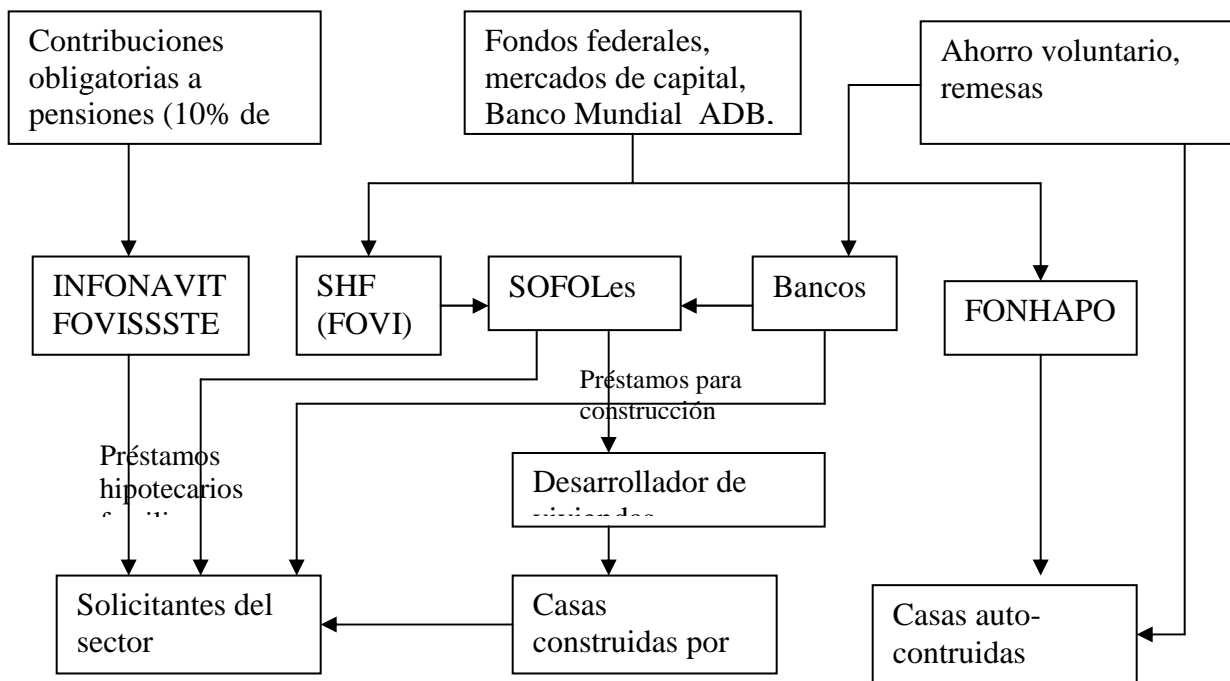 Contribuciones
obligatorias a
pensiones (10% de
Fondos federales,
mercados de capital,
Banco Mundial ADB,
Ahorro voluntario,
remesas
INFONAVIT
FOVISSSTE
SHF
(FOVI)
SOFOLes
Bancos
FONHAPO
Préstamos para
construcción
Préstamos
hipotecarios
Desarrollador de
viviendas
Solicitantes del
sector
Casas
construidas por
Casas auto-
contruidas